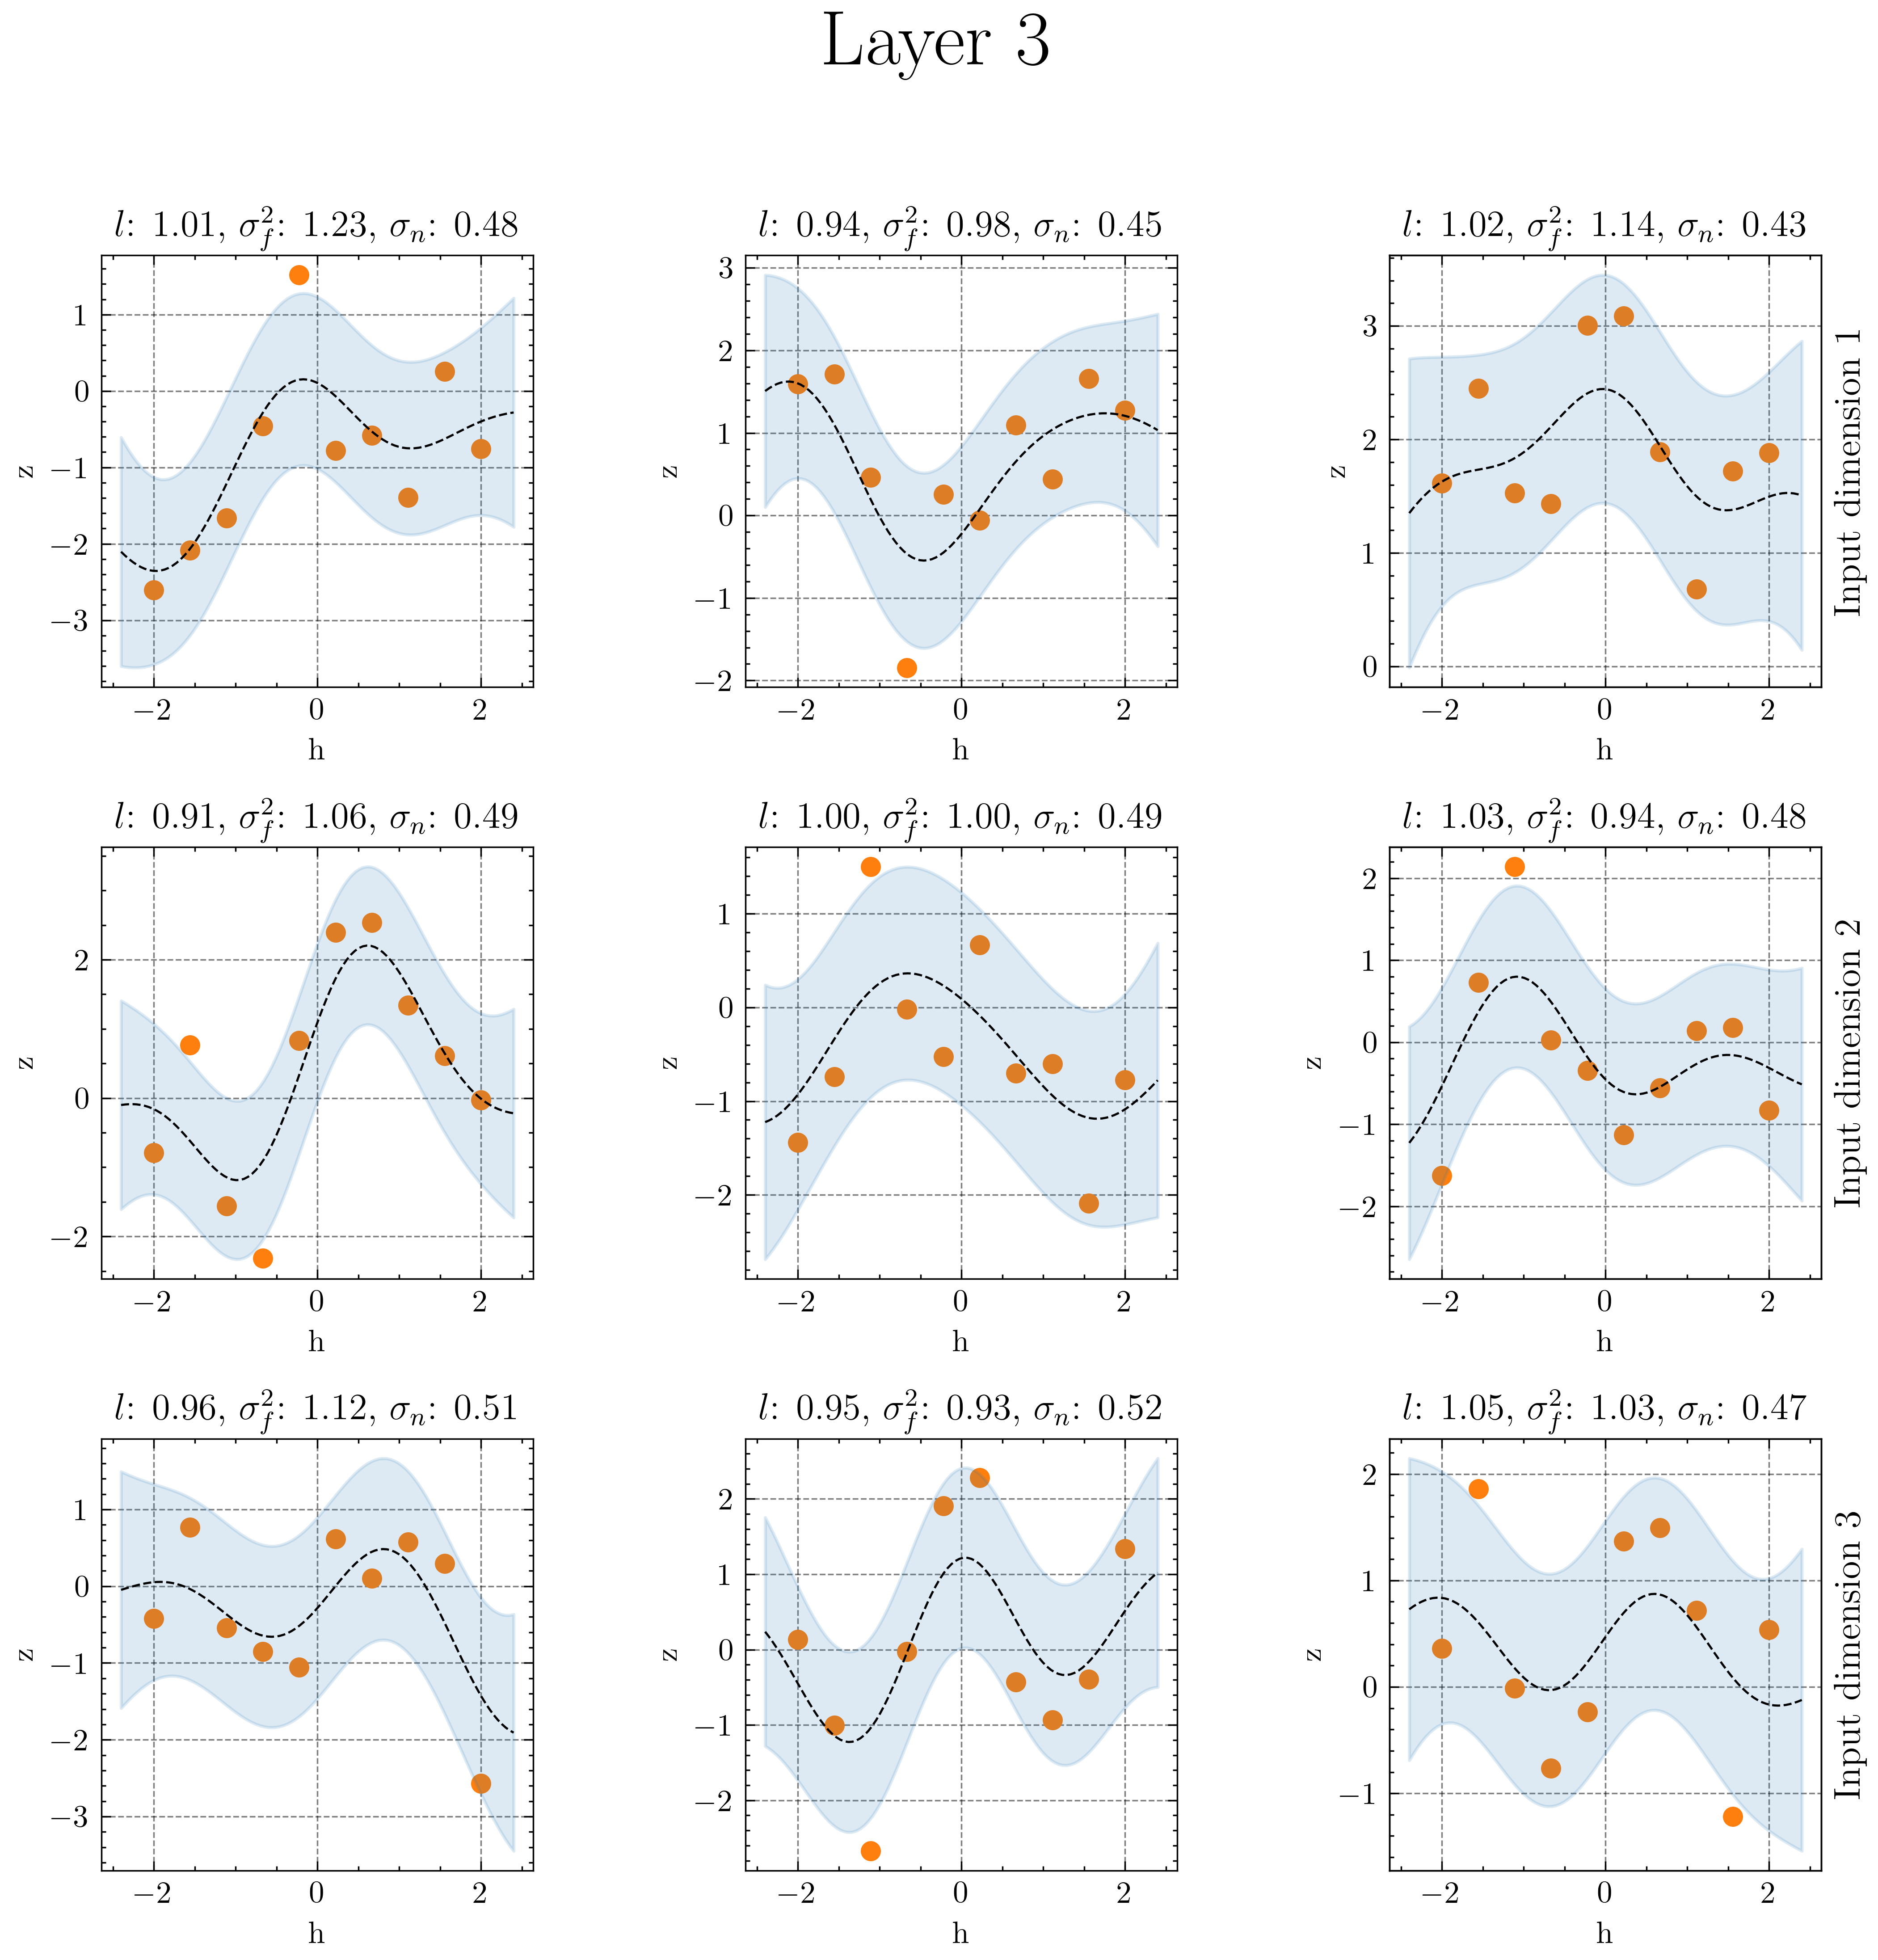 Layer 3
l: 1.01, σ_f^2: 1.23, σ_n: 0.48
l: 0.94, σ_f^2: 0.98, σ_n: 0.45
l: 1.02, σ_f^2: 1.14, σ_n: 0.43
z
1
0
−1
−2
−3
−2 0 2
h
z
3
2
1
0
−1
−2
−2 0 2
h
z
3
2
1
0
−2 0 2
h
Input dimension 1
l: 0.91, σ_f^2: 1.06, σ_n: 0.49
l: 1.00, σ_f^2: 1.00, σ_n: 0.49
l: 1.03, σ_f^2: 0.94, σ_n: 0.48
z
2
0
−2
−2 0 2
h
z
1
0
−1
−2
−2 0 2
h
z
2
1
0
−1
−2
−2 0 2
h
Input dimension 2
l: 0.96, σ_f^2: 1.12, σ_n: 0.51
l: 0.95, σ_f^2: 0.93, σ_n: 0.52
l: 1.05, σ_f^2: 1.03, σ_n: 0.47
z
1
0
−1
−2
−3
−2 0 2
h
z
2
1
0
−1
−2
−2 0 2
h
z
2
1
0
−1
−2 0 2
h
Input dimension 3